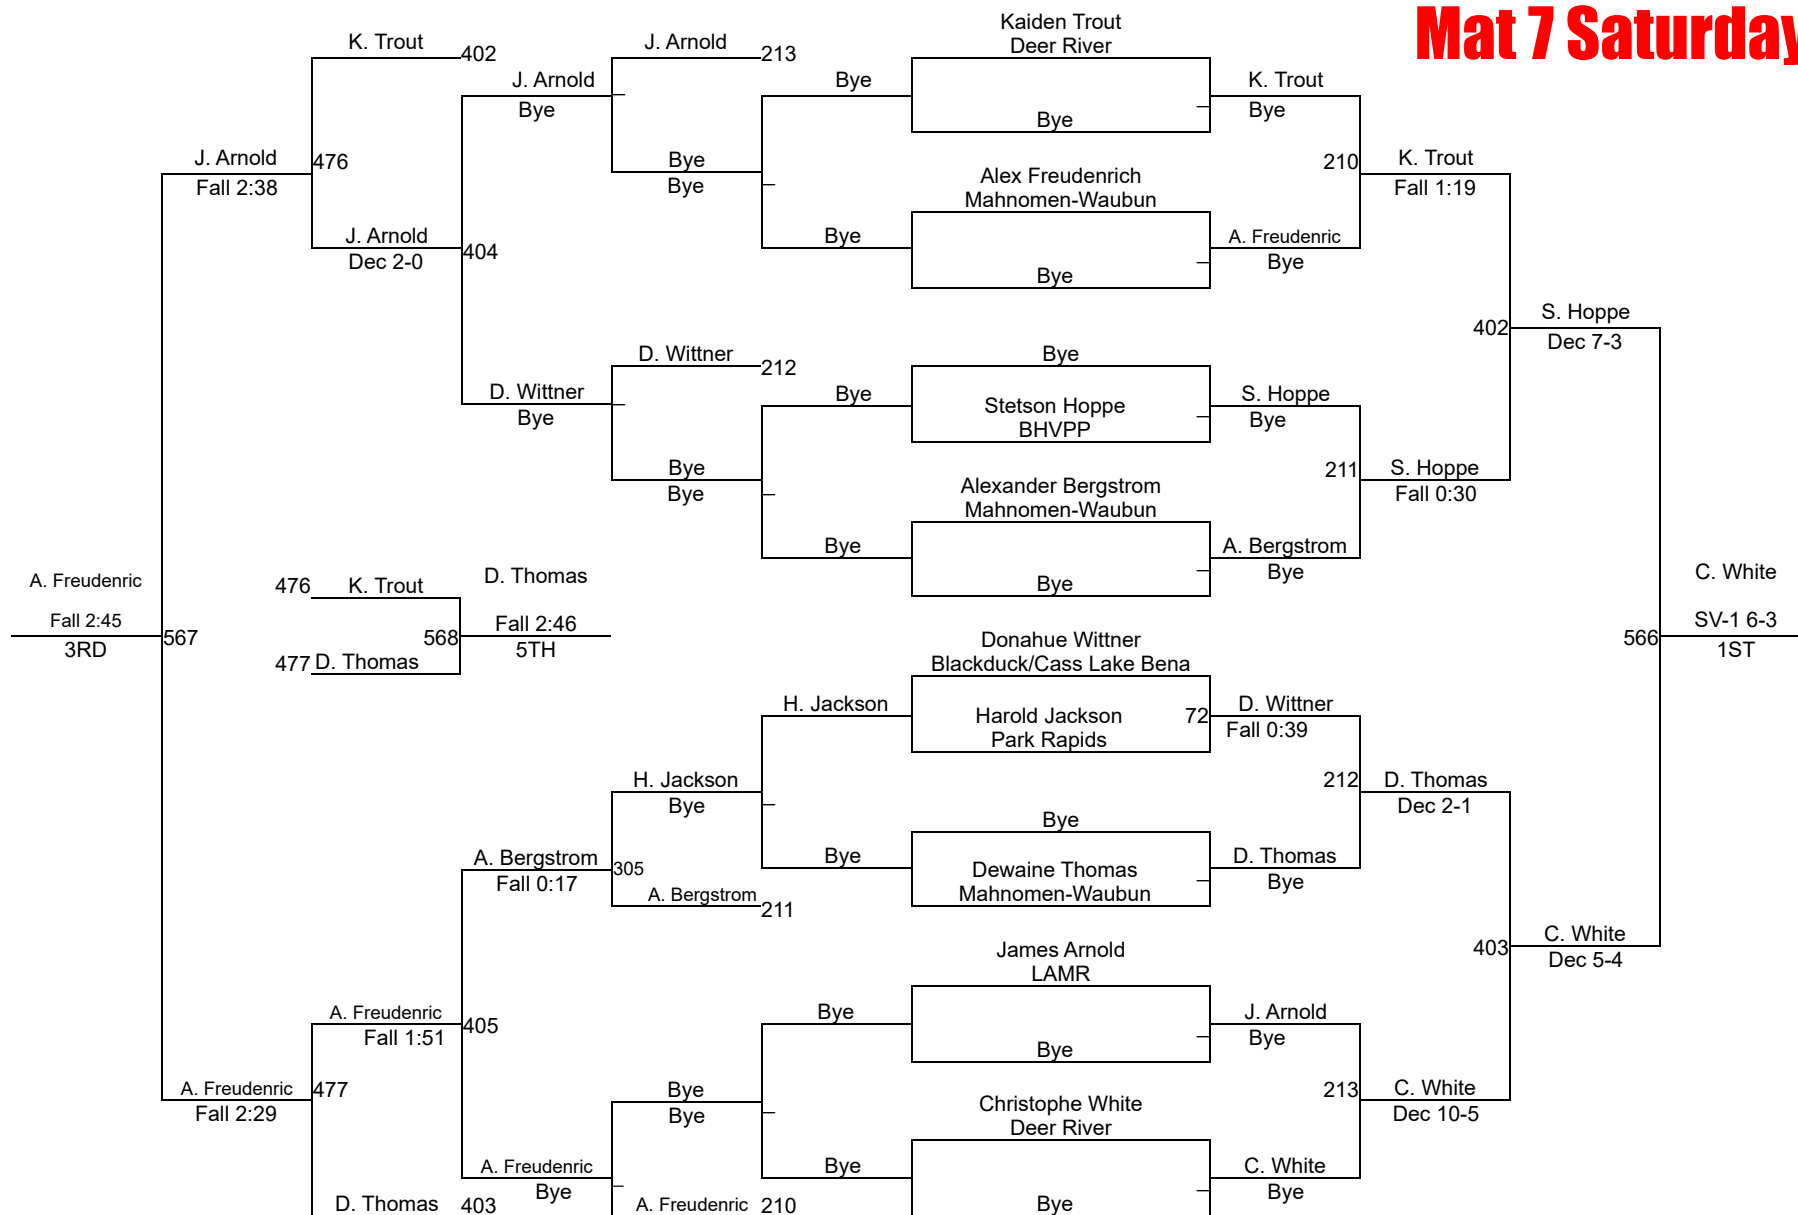 Mat 7 Saturday
Kaiden Trout
Deer River
K. Trout
402
J. Arnold
213
J. Arnold
Bye
Bye
Bye
K. Trout
Bye
J. Arnold
Fall 2:38
476
Bye
Bye
Alex Freudenrich
Mahnomen-Waubun
210
K. Trout
Fall 1:19
J. Arnold
Dec 2-0
404
Bye
Bye
A. Freudenric
Bye
402
S. Hoppe
Dec 7-3
D. Wittner
212
Bye
D. Wittner
Bye
Bye
Stetson Hoppe
BHVPP
S. Hoppe
Bye
Bye
Bye
Alexander Bergstrom
Mahnomen-Waubun
211
S. Hoppe
Fall 0:30
Bye
Bye
A. Bergstrom
Bye
A. Freudenric
Fall 2:45
3RD
567
476
K. Trout
477
D. Thomas
568
D. Thomas
Fall 2:46
5TH
566
C. White
SV-1 6-3
1ST
Donahue Wittner
Blackduck/Cass Lake Bena
H. Jackson
Harold Jackson
Park Rapids
72
D. Wittner
Fall 0:39
H. Jackson
Bye
212
D. Thomas
Dec 2-1
Bye
A. Bergstrom
Fall 0:17
305
Bye
Dewaine Thomas
Mahnomen-Waubun
D. Thomas
Bye
A. Bergstrom
211
403
C. White
Dec 5-4
James Arnold
LAMR
A. Freudenric
Fall 1:51
405
Bye
Bye
J. Arnold
Bye
A. Freudenric
Fall 2:29
477
Bye
Bye
Christophe White
Deer River
213
C. White
Dec 10-5
A. Freudenric
Bye
Bye
C. White
Bye
D. Thomas
403
A. Freudenric
210
Bye